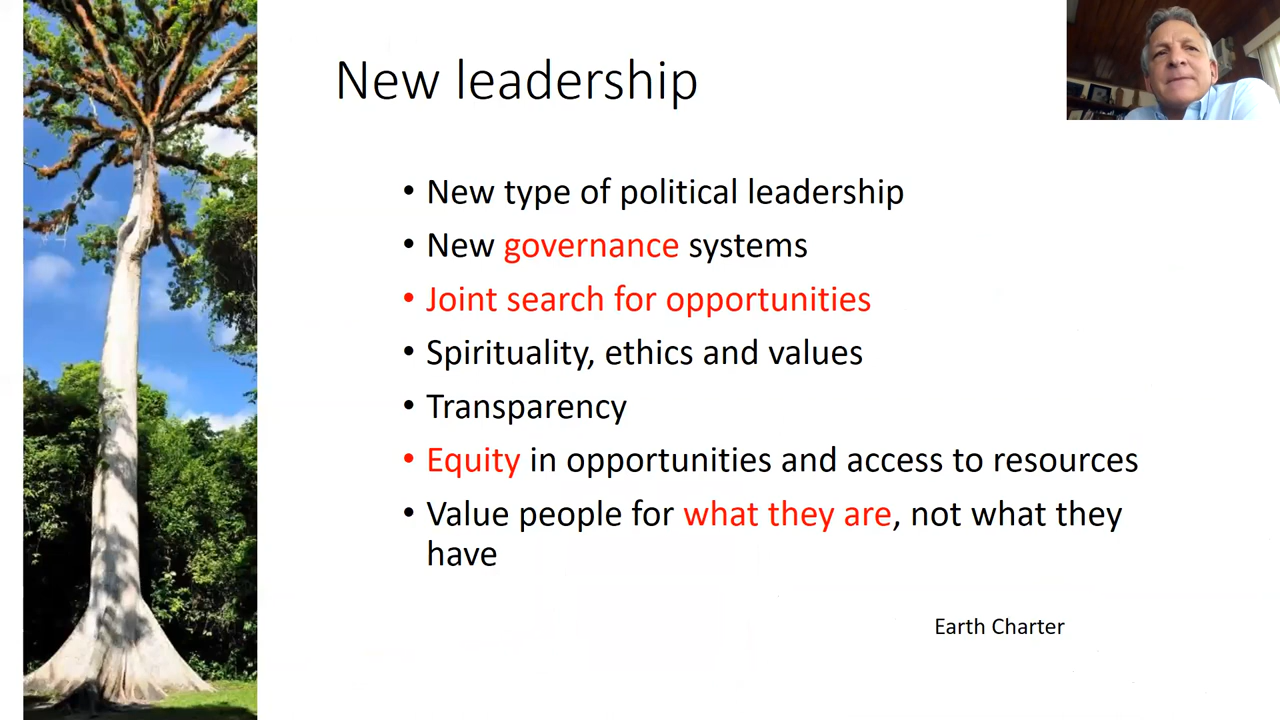 New leadership
• New type of political leadership
• New governance systems
• Joint search for opportunities
• Spirituality, ethics and values
• Transparency
• Equity in opportunities and access to resources
• Value people for what they are, not what they
have
Earth Charter